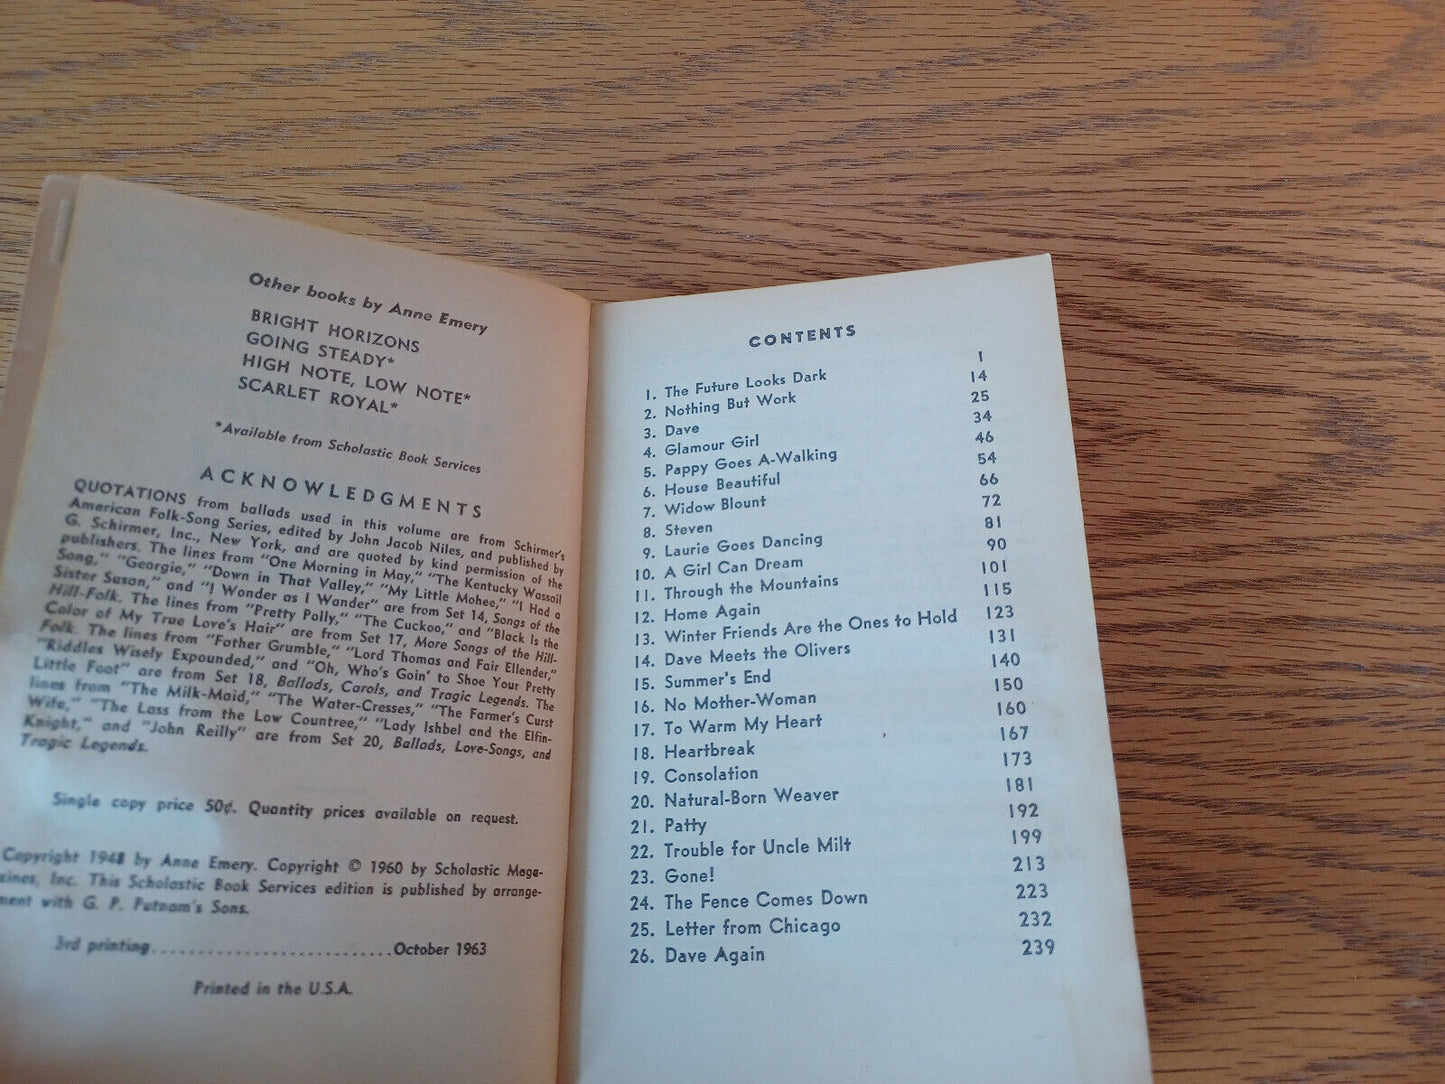 Other books by Anne Emery
BRIGHT HORIZONS
GOING STEADY*
HIGH NOTE, LOW NOTE*
SCARLET ROYAL*
*Available from Scholastic Book Services
ACKNOWLEDGMENTS
QUOTATIONS from ballads used in this volume are from Schirmer's
American Folk-Song Series, edited by John Jacob Niles, and published by
G. Schirmer, Inc., New York, and are quoted by kind permission of the
publishers. The lines from "One Morning in May," "The Kentucky Wassail
Song," "Georgie," "Down in That Valley," "My Little Mohee," "I Had a
Sister Susan," and "I Wonder as I Wander" are from Set 14, Songs of the
Hill-Folk. The lines from "Pretty Polly," "The Cuckoo," and "Black Is the
Color of My True Love's Hair" are from Set 17, More Songs of the Hill-
Folk. The lines from "Father Grumble," "Lord Thomas and Fair Ellender,"
"Riddles Wisely Expounded," and "Oh, Who's Goin' to Shoe Your Pretty
Little Foot" are from Set 18, Ballads, Carols, and Tragic Legends. The
lines from "The Milk-Maid," "The Water-Cresses," "The Farmer's Curst
Wife," "The Lass from the Low Countree," "Lady Ishbel and the Elfin-
Knight," and "John Reilly" are from Set 20, Ballads, Love-Songs, and
Tragic Legends.
Single copy price 50¢. Quantity prices available on request.
Copyright 1948 by Anne Emery. Copyright © 1960 by Scholastic Maga-
zines, Inc. This Scholastic Book Services edition is published by arrange-
ment with G. P. Putnam's Sons.
3rd printing............................October 1963
Printed in the U.S.A.
CONTENTS
1. The Future Looks Dark 1
2. Nothing But Work 14
3. Dave 25
4. Glamour Girl 34
5. Pappy Goes A-Walking 46
6. House Beautiful 54
7. Widow Blount 66
8. Steven 72
9. Laurie Goes Dancing 81
10. A Girl Can Dream 90
11. Through the Mountains 101
12. Home Again 115
13. Winter Friends Are the Ones to Hold 123
14. Dave Meets the Olivers 131
15. Summer's End 140
16. No Mother-Woman 150
17. To Warm My Heart 160
18. Heartbreak 167
19. Consolation 173
20. Natural-Born Weaver 181
21. Patty 192
22. Trouble for Uncle Milt 199
23. Gone! 213
24. The Fence Comes Down 223
25. Letter from Chicago 232
26. Dave Again 239